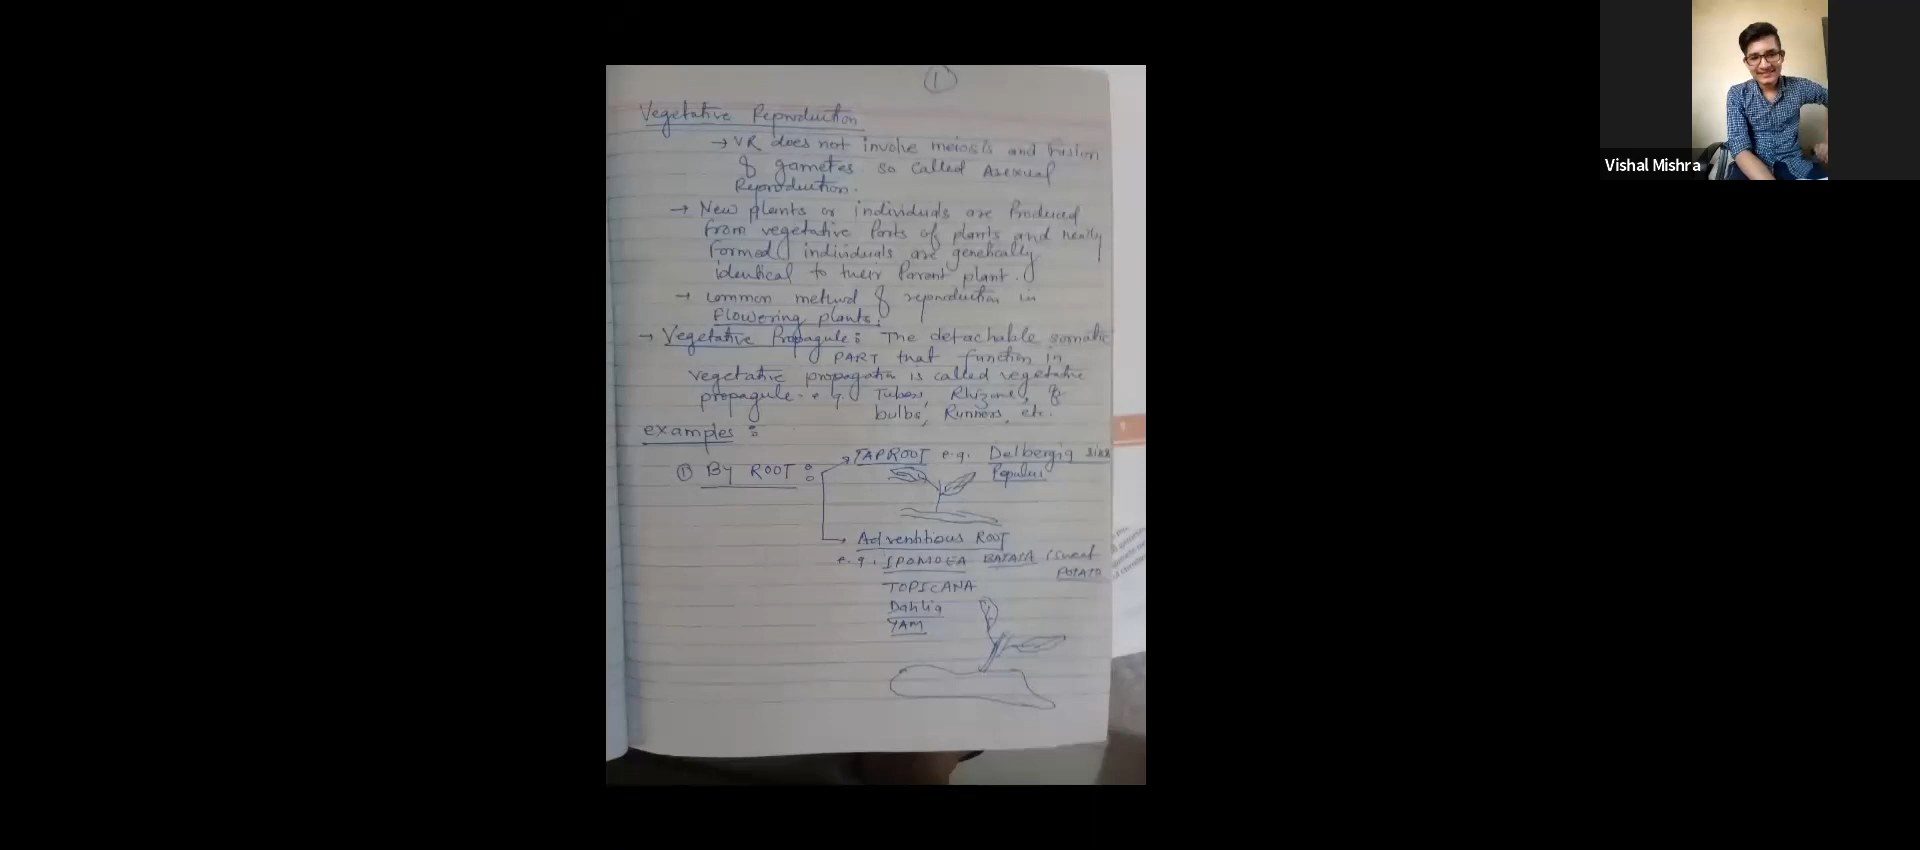 1
Vegetative Reproduction
→ VR does not involve meiosis and fusion
of gametes so called Asexual
Reproduction.
→ New plants or individuals are Produced
from vegetative Parts of plants and newly
formed individuals are genetically
identical to their Parent plant.
→ common method of reproduction in
Flowering plants.
→ Vegetative Propagule: The detachable somatic
PART that function in
vegetative propagation is called vegetative
propagule. e.g. Tubers, Rhizome,
bulbs, Runners, etc.
examples :
① By ROOT :
TAPROOT e.g. Dalbergia siss
Populus
Adventitious ROOT
e.g. IPOMOEA BATATA (Sweet
POTATO
TOPICANA
Dahlia
YAM
Vishal Mishra